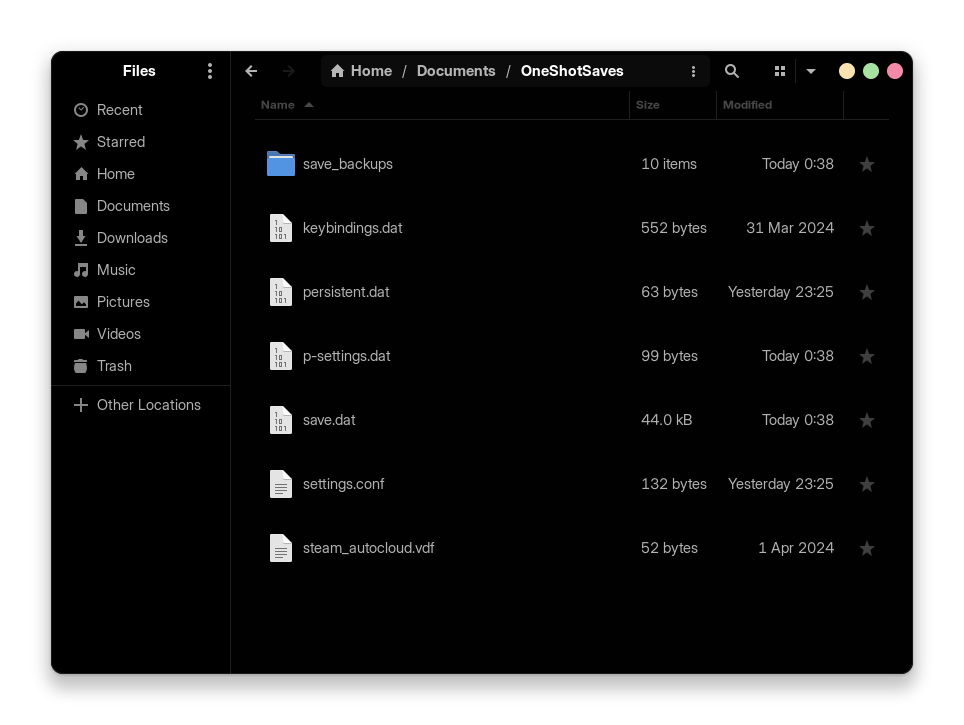 Files
Home / Documents / OneShotSaves
Recent
Starred
Home
Documents
Downloads
Music
Pictures
Videos
Trash
Other Locations
Name Size Modified
save_backups 10 items Today 0:38
keybindings.dat 552 bytes 31 Mar 2024
persistent.dat 63 bytes Yesterday 23:25
p-settings.dat 99 bytes Today 0:38
save.dat 44.0 kB Today 0:38
settings.conf 132 bytes Yesterday 23:25
steam_autocloud.vdf 52 bytes 1 Apr 2024